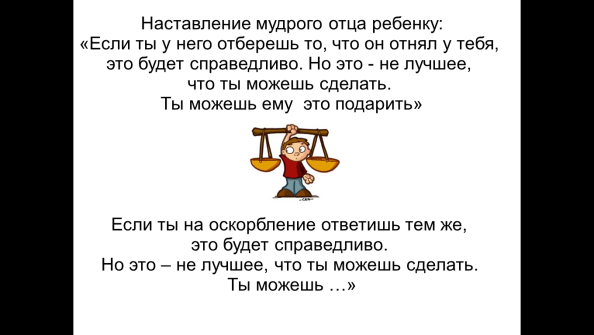 Наставление мудрого отца ребенку:
«Если ты у него отберешь то, что он отнял у тебя,
это будет справедливо. Но это - не лучшее,
что ты можешь сделать.
Ты можешь ему  это подарить»
Если ты на оскорбление ответишь тем же,
это будет справедливо.
Но это – не лучшее, что ты можешь сделать.
Ты можешь …»